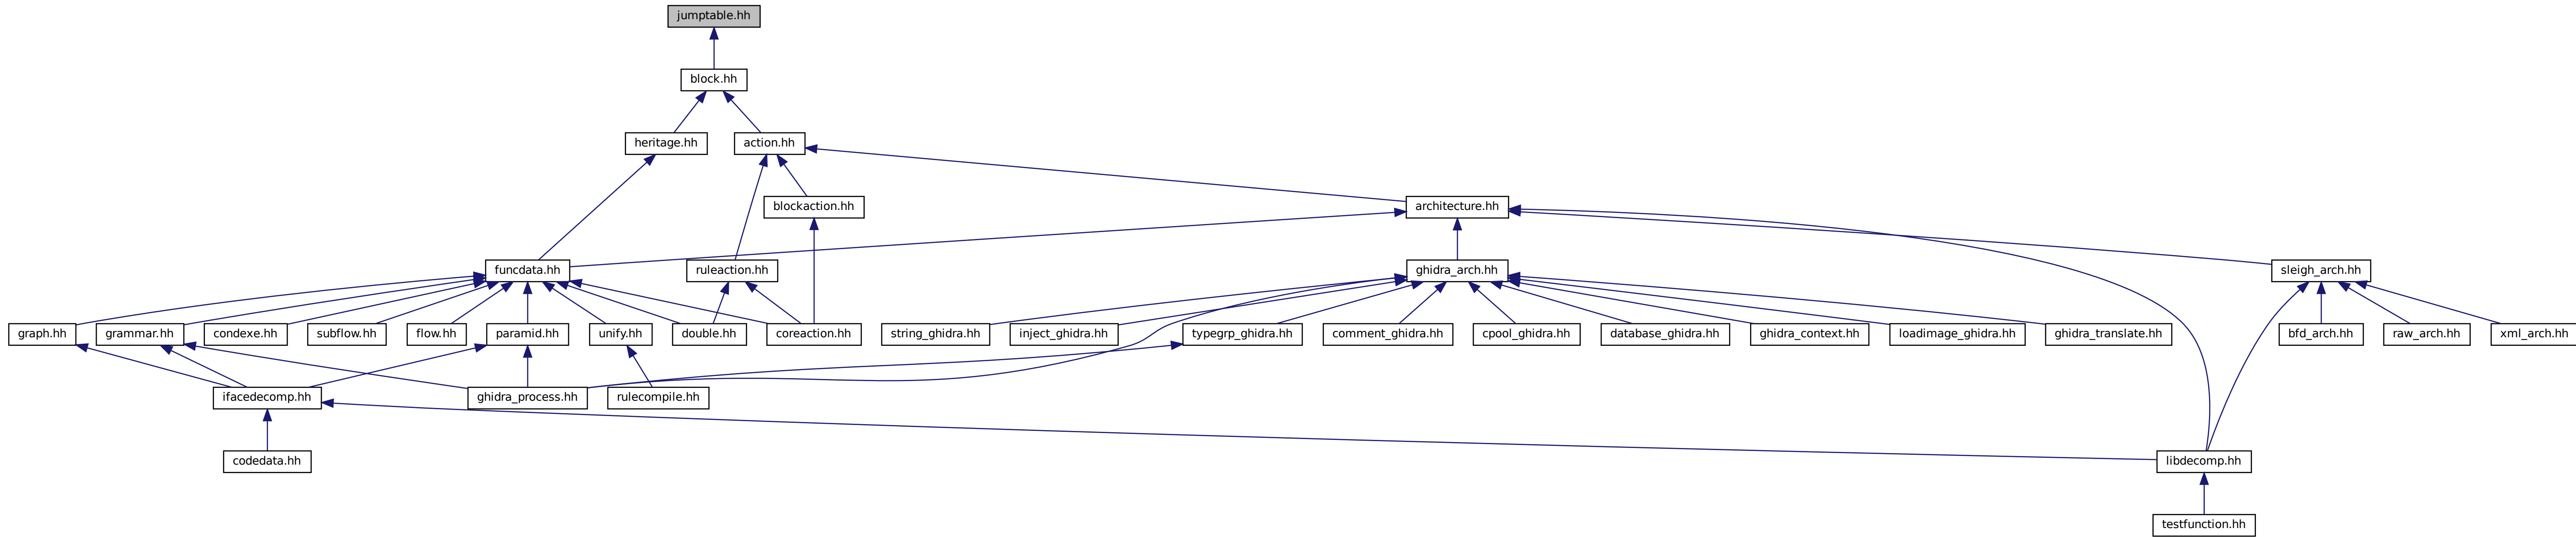 jumptable.hh
block.hh
heritage.hh
action.hh
blockaction.hh
architecture.hh
funcdata.hh
ruleaction.hh
ghidra_arch.hh
sleigh_arch.hh
graph.hh
grammar.hh
condexe.hh
subflow.hh
flow.hh
paramid.hh
unify.hh
double.hh
coreaction.hh
string_ghidra.hh
inject_ghidra.hh
typegrp_ghidra.hh
comment_ghidra.hh
cpool_ghidra.hh
database_ghidra.hh
ghidra_context.hh
loadimage_ghidra.hh
ghidra_translate.hh
bfd_arch.hh
raw_arch.hh
xml_arch.hh
ifacedecomp.hh
ghidra_process.hh
rulecompile.hh
codedata.hh
libdecomp.hh
testfunction.hh